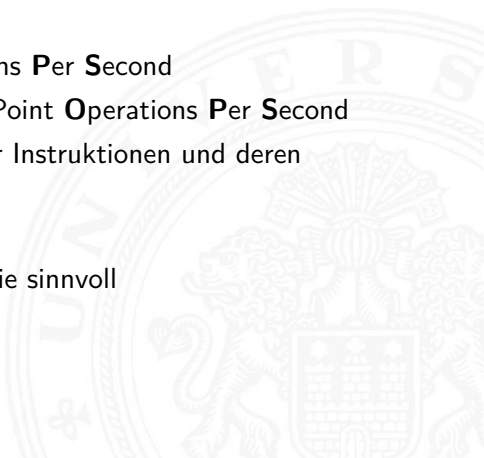 ns Per Second
Point Operations Per Second
r Instruktionen und deren
ie sinnvoll
U N I V E R S